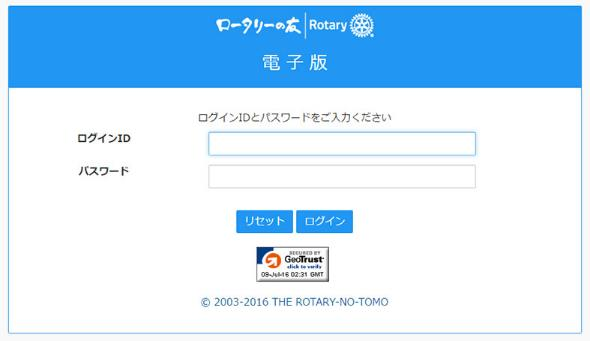 ロータリーの友 Rotary
電子版
ログインIDとパスワードをご入力ください
ログインID
パスワード
リセット ログイン
SECURED BY
GeoTrust
click to verify
09-Jul-16 02:31 GMT
© 2003-2016 THE ROTARY-NO-TOMO